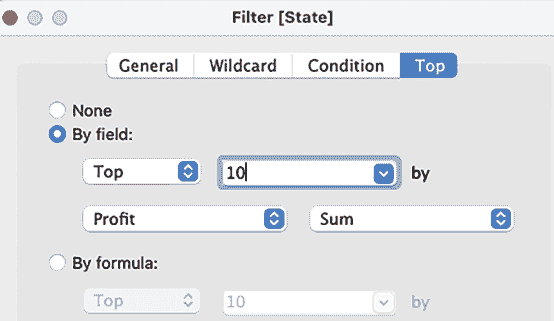 Filter [State]
General Wildcard Condition Top
None
By field:
Top 10 by
Profit Sum
By formula:
Top 10 by